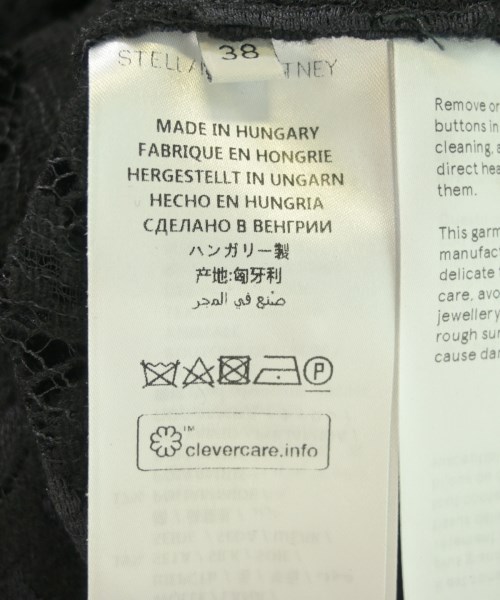 38
MADE IN HUNGARY
FABRIQUE EN HONGRIE
HERGESTELLT IN UNGARN
HECHO EN HUNGRIA
СДЕЛАНО В ВЕНГРИИ
ハンガリー製
产地:匈牙利
صنع في المجر
P
clevercare.info
Remove or
buttons in
cleaning, a
direct hea
them.
This garm
manufact
delicate
care, avo
jewellery
rough sur
cause dar